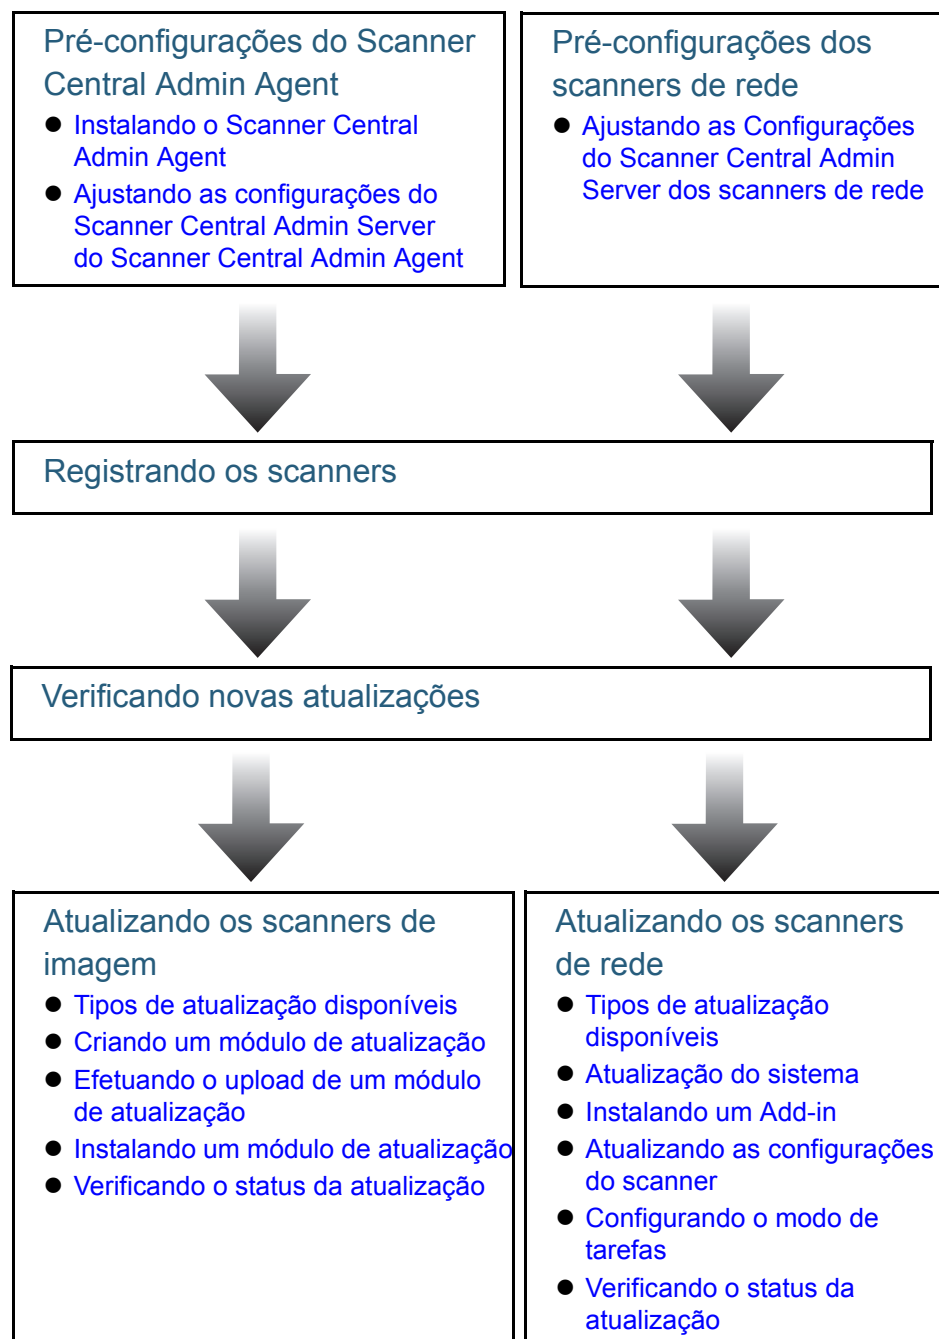 Pré-configurações do Scanner
Central Admin Agent
● Instalando o Scanner Central
Admin Agent
● Ajustando as configurações do
Scanner Central Admin Server
do Scanner Central Admin Agent
Pré-configurações dos
scanners de rede
● Ajustando as Configurações
do Scanner Central Admin
Server dos scanners de rede
Registrando os scanners
Verificando novas atualizações
Atualizando os scanners de
imagem
● Tipos de atualização disponíveis
● Criando um módulo de atualização
● Efetuando o upload de um módulo
de atualização
● Instalando um módulo de atualização
● Verificando o status da atualização
Atualizando os scanners
de rede
● Tipos de atualização
disponíveis
● Atualização do sistema
● Instalando um Add-in
● Atualizando as configurações
do scanner
● Configurando o modo de
tarefas
● Verificando o status da
atualização